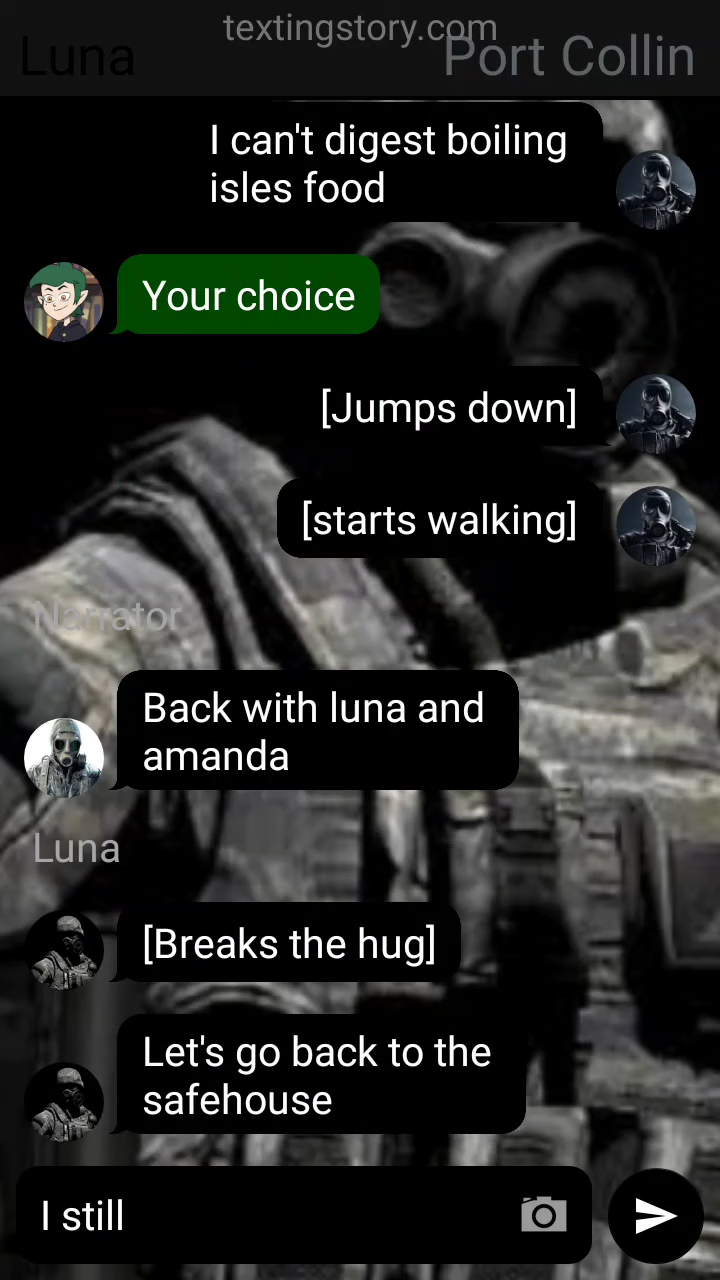 textingstory.com
Luna
Port Collin
I can't digest boiling
isles food
Your choice
[Jumps down]
[starts walking]
Narrator
Back with luna and
amanda
Luna
[Breaks the hug]
Let's go back to the
safehouse
I still